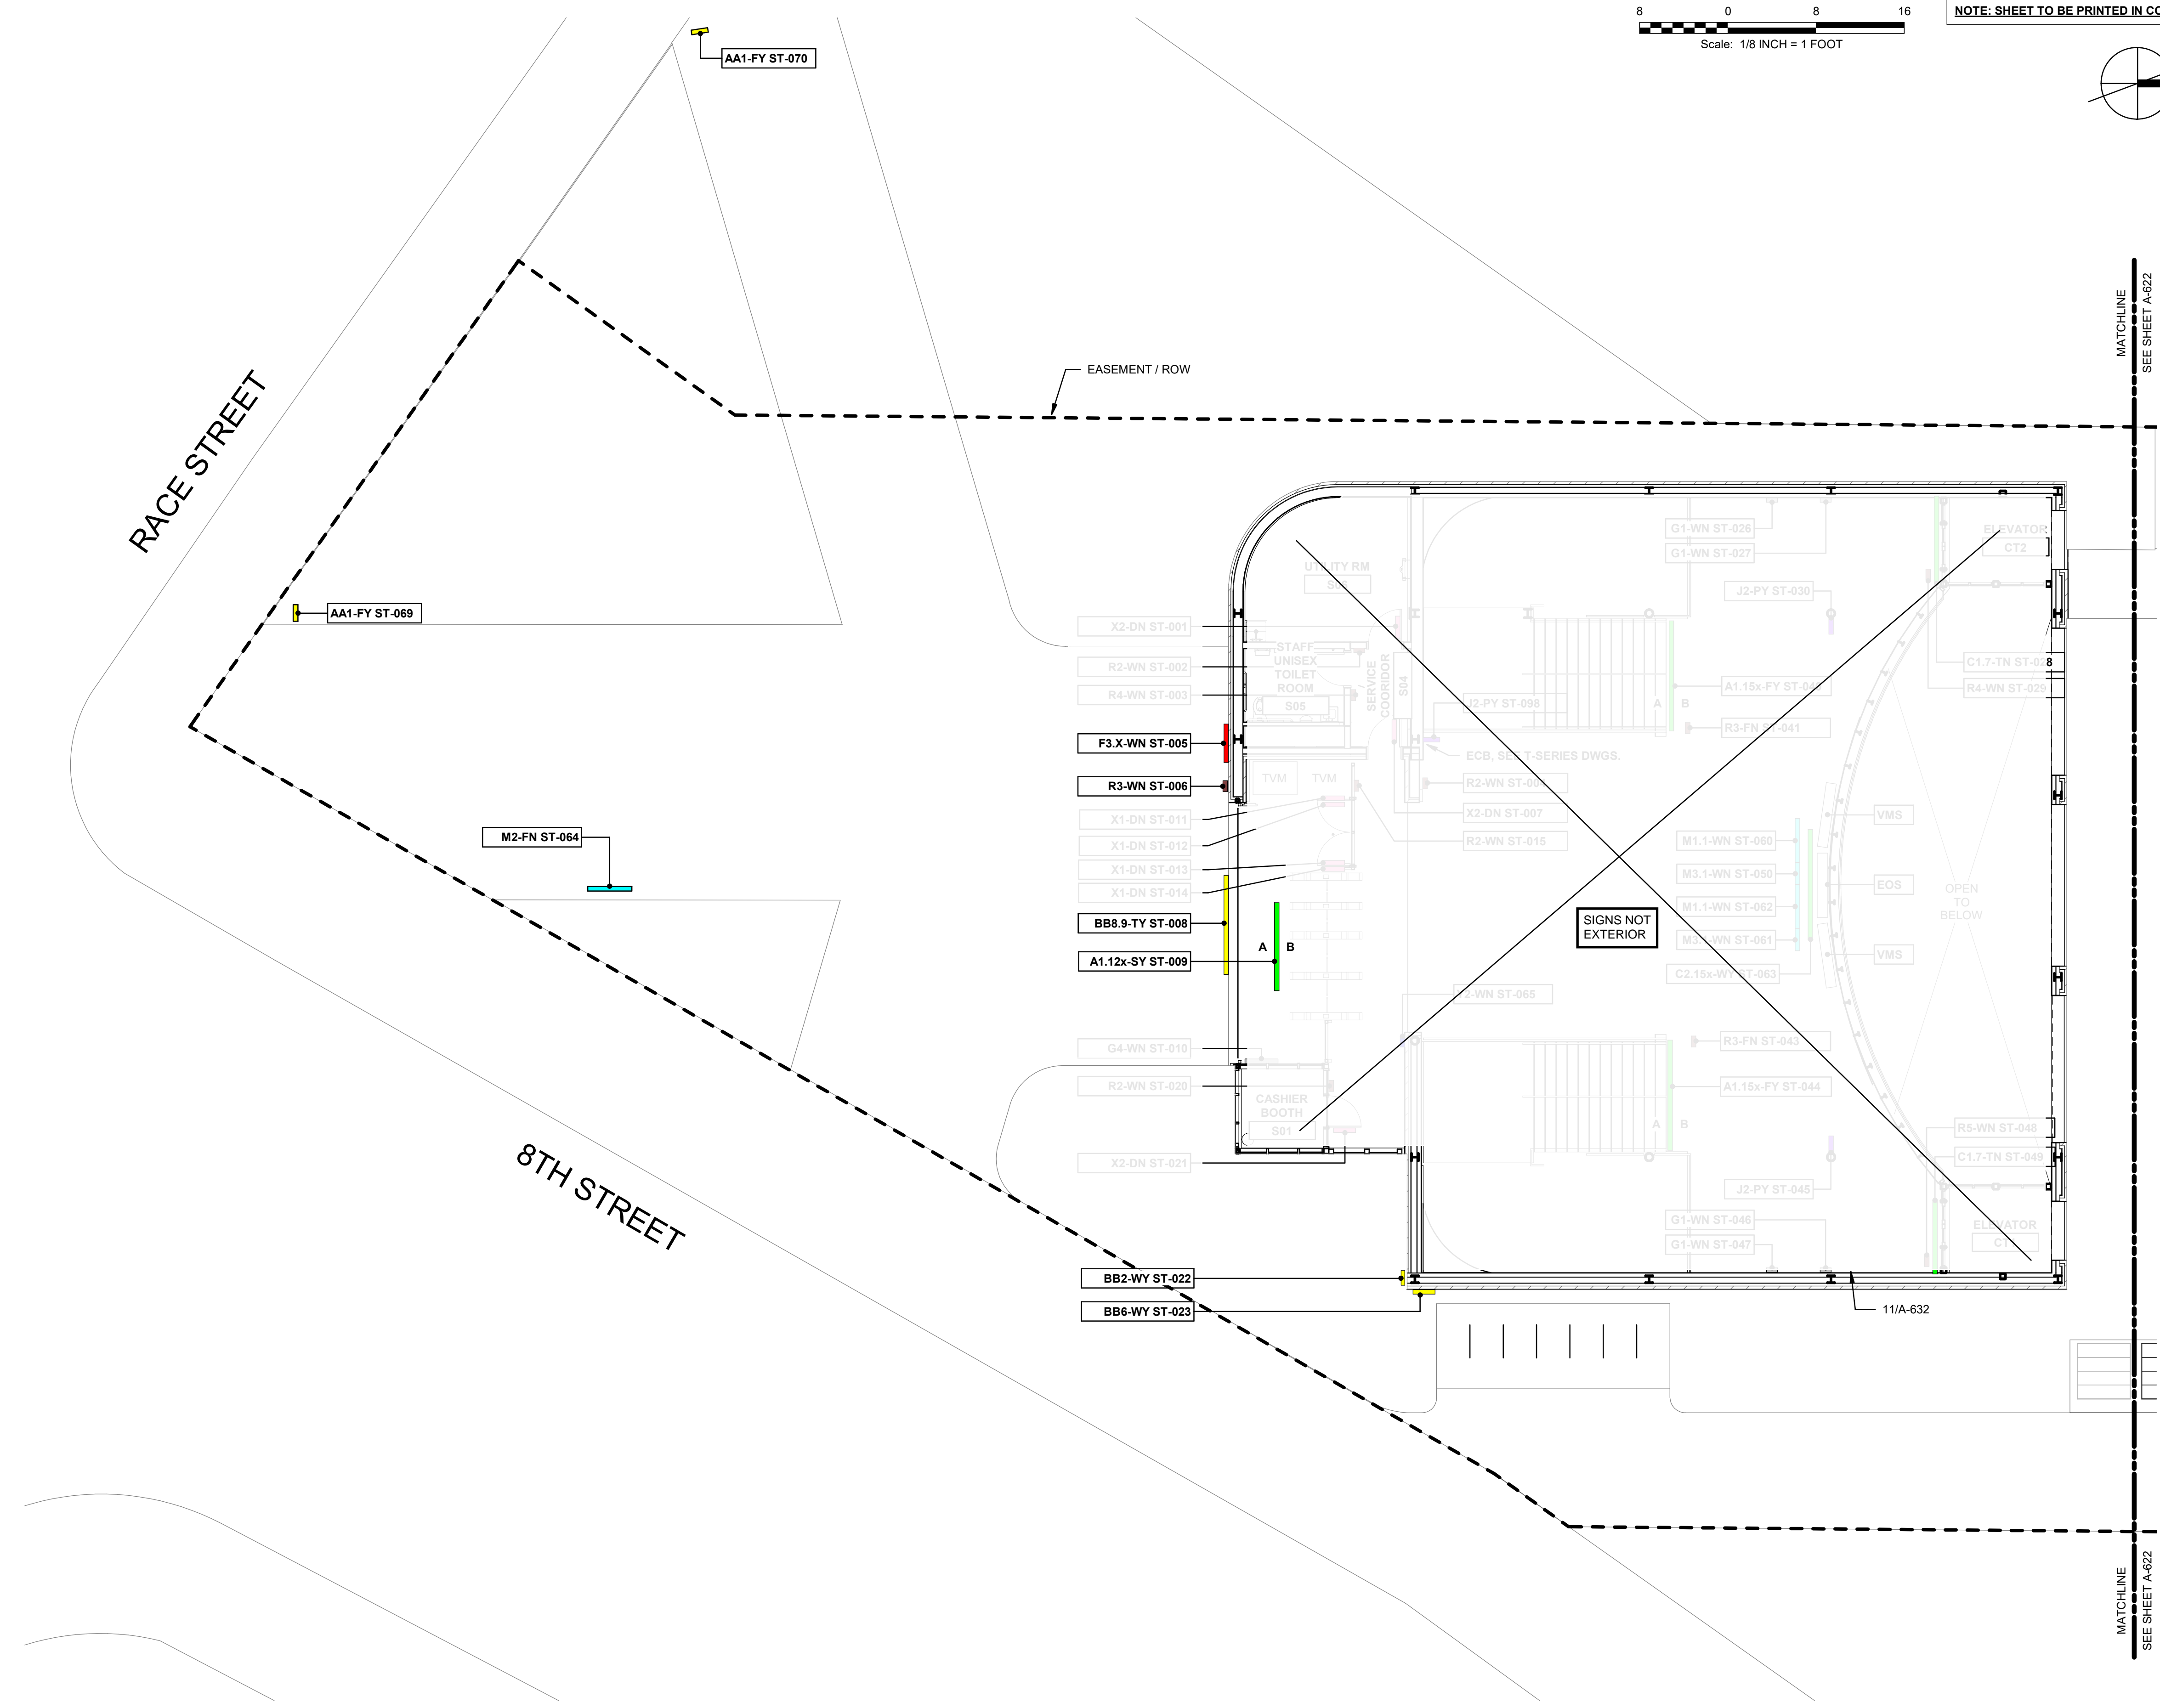 8 0 8 16
Scale: 1/8 INCH = 1 FOOT
NOTE: SHEET TO BE PRINTED IN
AA1-FY ST-070
MATCHLINE
SEE SHEET A-622
EASEMENT / ROW
RACE STREET
AA1-FY ST-069
M2-FN ST-064
8TH STREET
X2-DN ST-001
R2-WN ST-002
R4-WN ST-003
F3.X-WN ST-005
R3-WN ST-006
X1-DN ST-011
X1-DN ST-012
X1-DN ST-013
X1-DN ST-014
BB8.9-TY ST-008
A B
A1.12x-SY ST-009
G4-WN ST-010
R2-WN ST-020
X2-DN ST-021
BB2-WY ST-022
BB6-WY ST-023
UTILITY RM
STAFF
UNISEX
TOILET
ROOM
S05
SERVICE
COORIDOR
S04
TVM TVM
CASHIER
BOOTH
S01
J2-PY ST-098
ECB, SEE T-SERIES DWGS.
X2-DN ST-007
R2-WN ST-015
G1-WN ST-026
G1-WN ST-027
J2-PY ST-030
A B
R3-FN ST-041
ELEVATOR
CT2
C1.7-TN ST-028
R4-WN ST-029
M1.1-WN ST-060
M3.1-WN ST-050
M1.1-WN ST-062
M3.1-WN ST-061
C2.15x-WY ST-063
VMS
EOS
VMS
OPEN
TO
BELOW
SIGNS NOT
EXTERIOR
R3-FN ST-043
A1.15x-FY ST-044
A B
J2-PY ST-045
G1-WN ST-046
G1-WN ST-047
R5-WN ST-048
C1.7-TN ST-049
ELEVATOR
11/A-632
MATCHLINE
SEE SHEET A-622